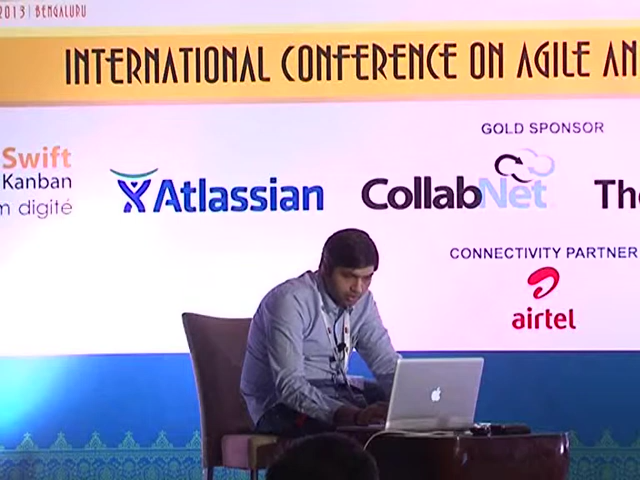 2013 | BENGALURU
INTERNATIONAL CONFERENCE ON AGILE AN
GOLD SPONSOR
Swift
Kanban
m digité
Atlassian
CollabNet
Th
CONNECTIVITY PARTNER
airtel